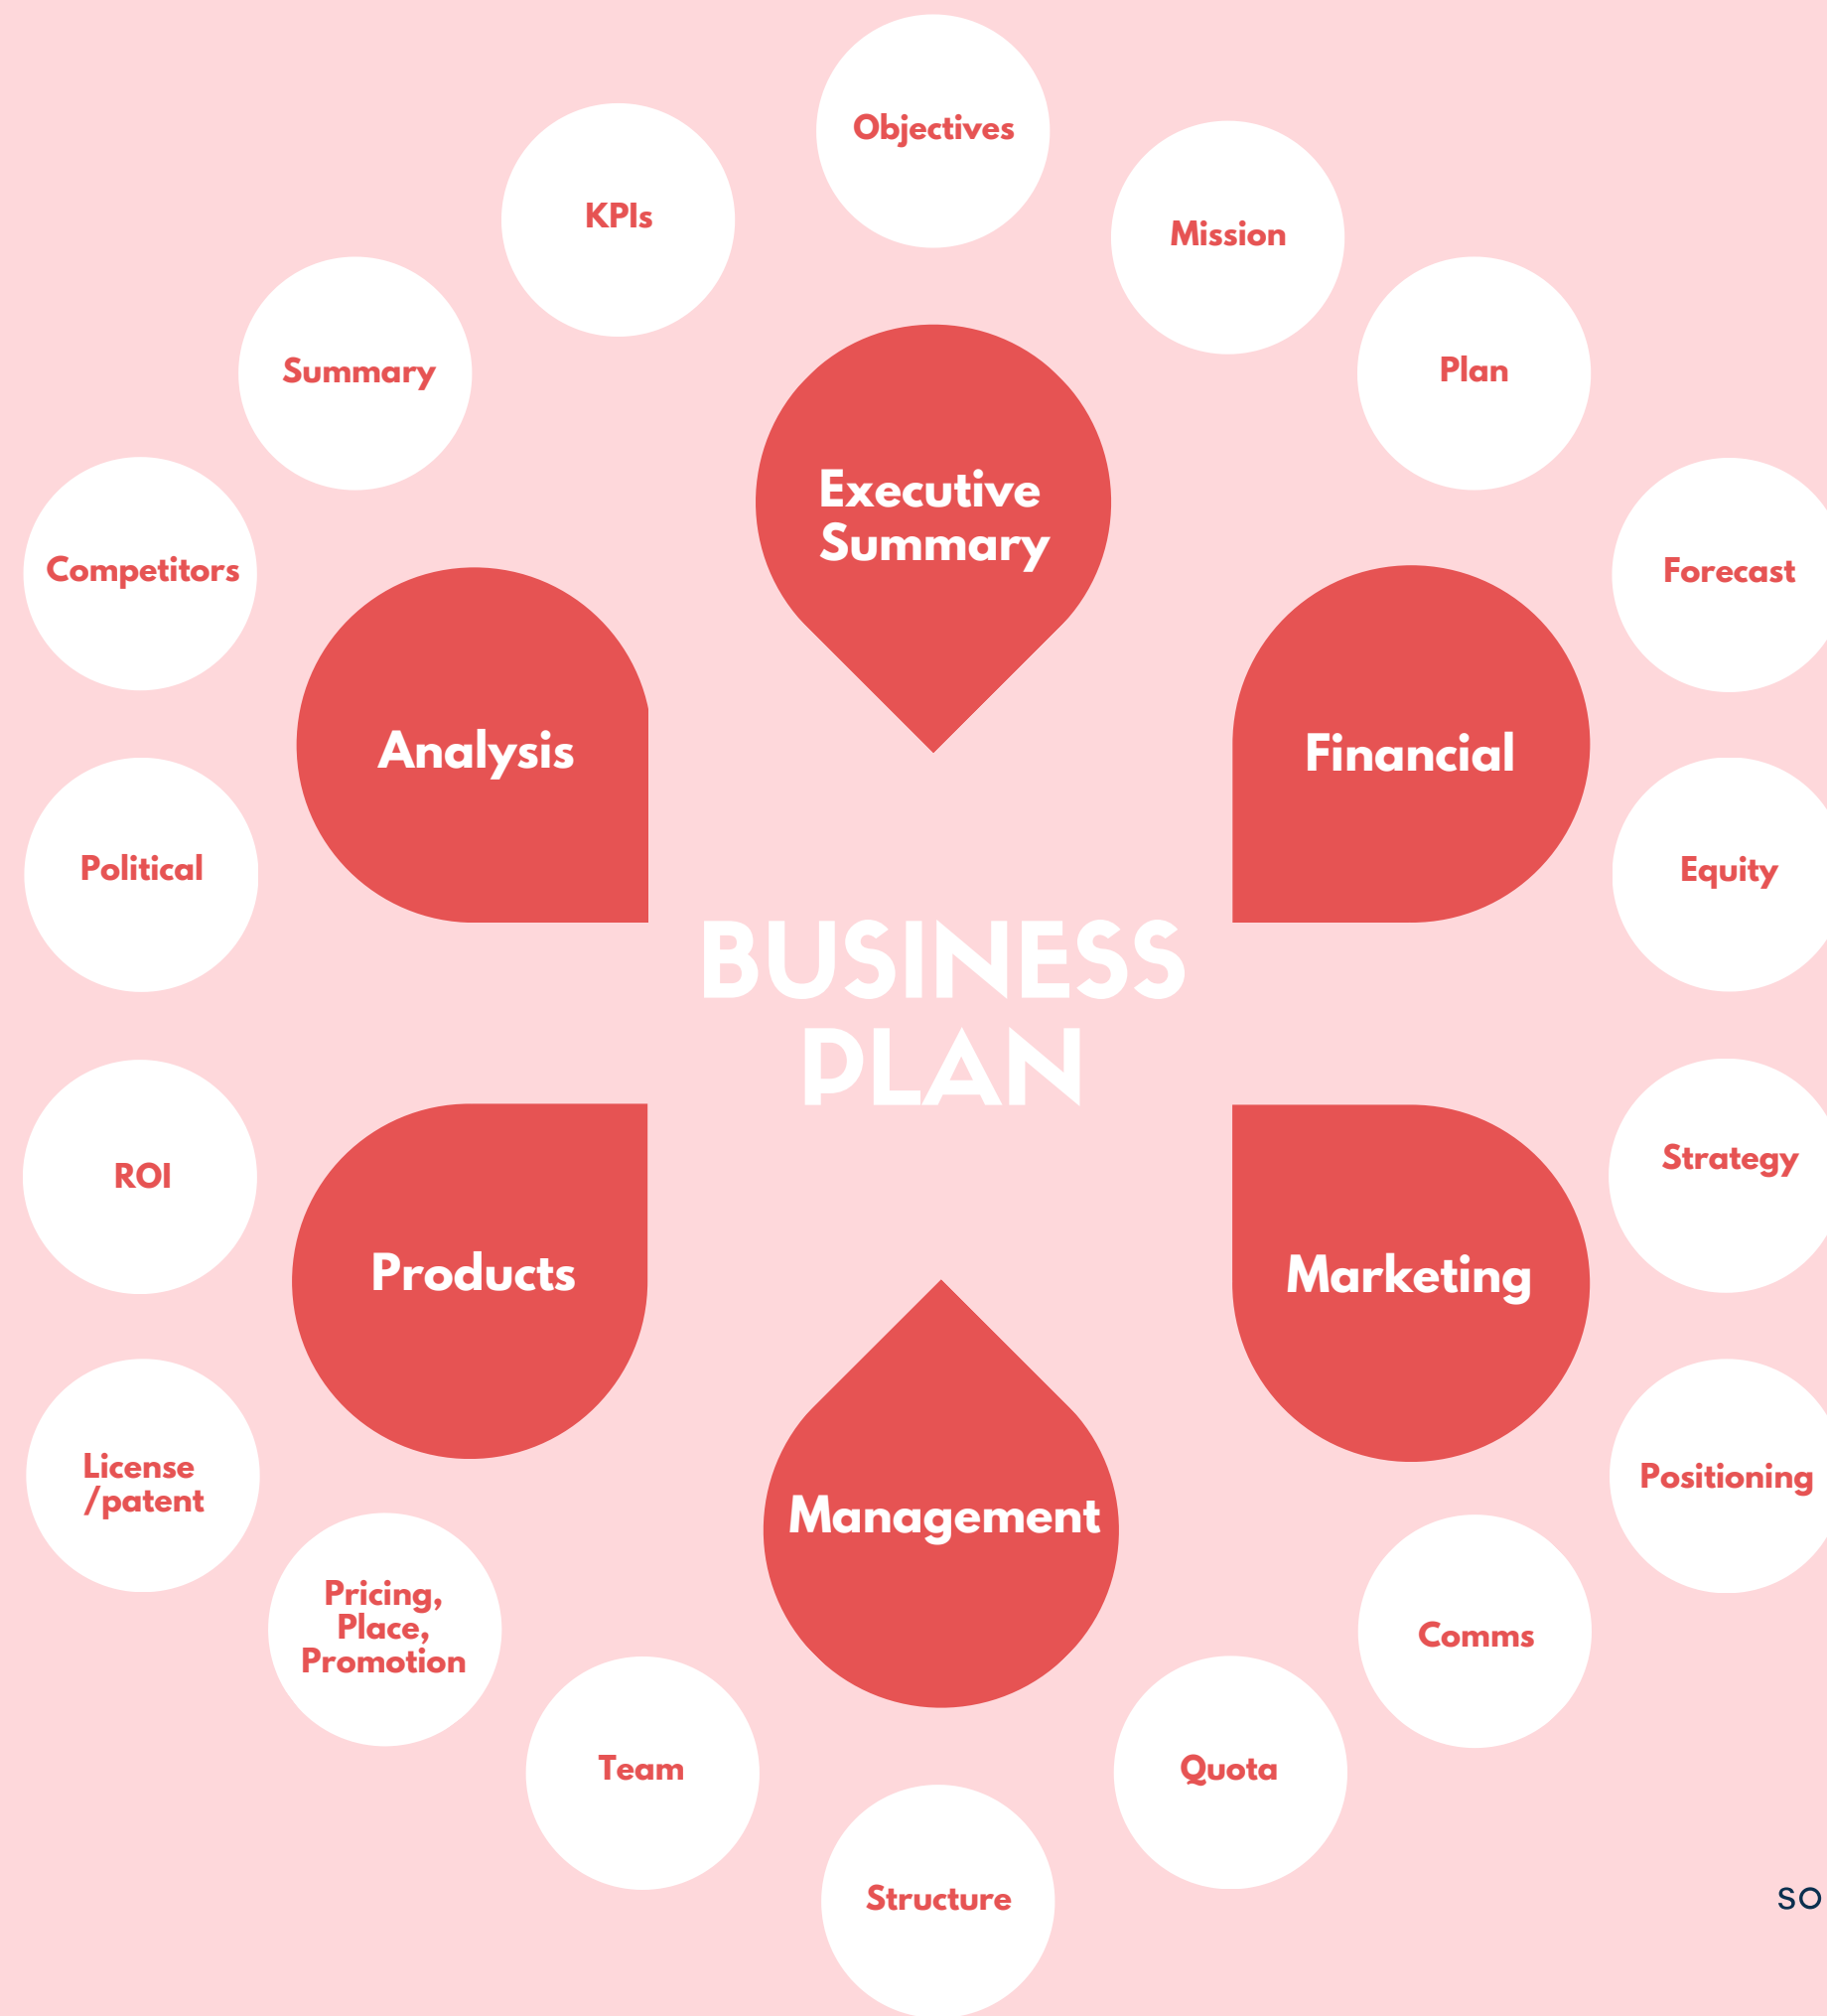 Objectives
KPIs
Mission
Summary
Plan
Executive
Summary
Competitors
Forecast
Analysis
Financial
Political
Equity
BUSINESS
PLAN
ROI
Strategy
Products
Marketing
License
/patent
Positioning
Management
Pricing,
Place,
Promotion
Comms
Team
Quota
Structure
SO